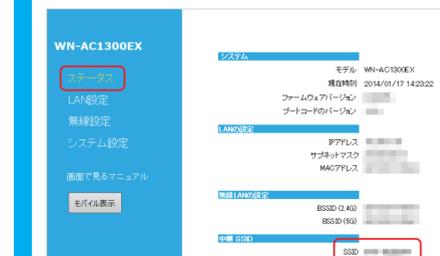 WN-AC1300EX
ステータス
LAN設定
無線設定
システム設定
画面で見るマニュアル
モバイル表示
システム
モデル WN-AC1300EX
現在時刻 2014/01/17 14:23:22
ファームウェアバージョン
ブートコードのバージョン
LANの設定
IPアドレス
サブネットマスク
MACアドレス
無線LANの設定
BSSID (2.4G)
BSSID (5G)
中継 SSID
SSID